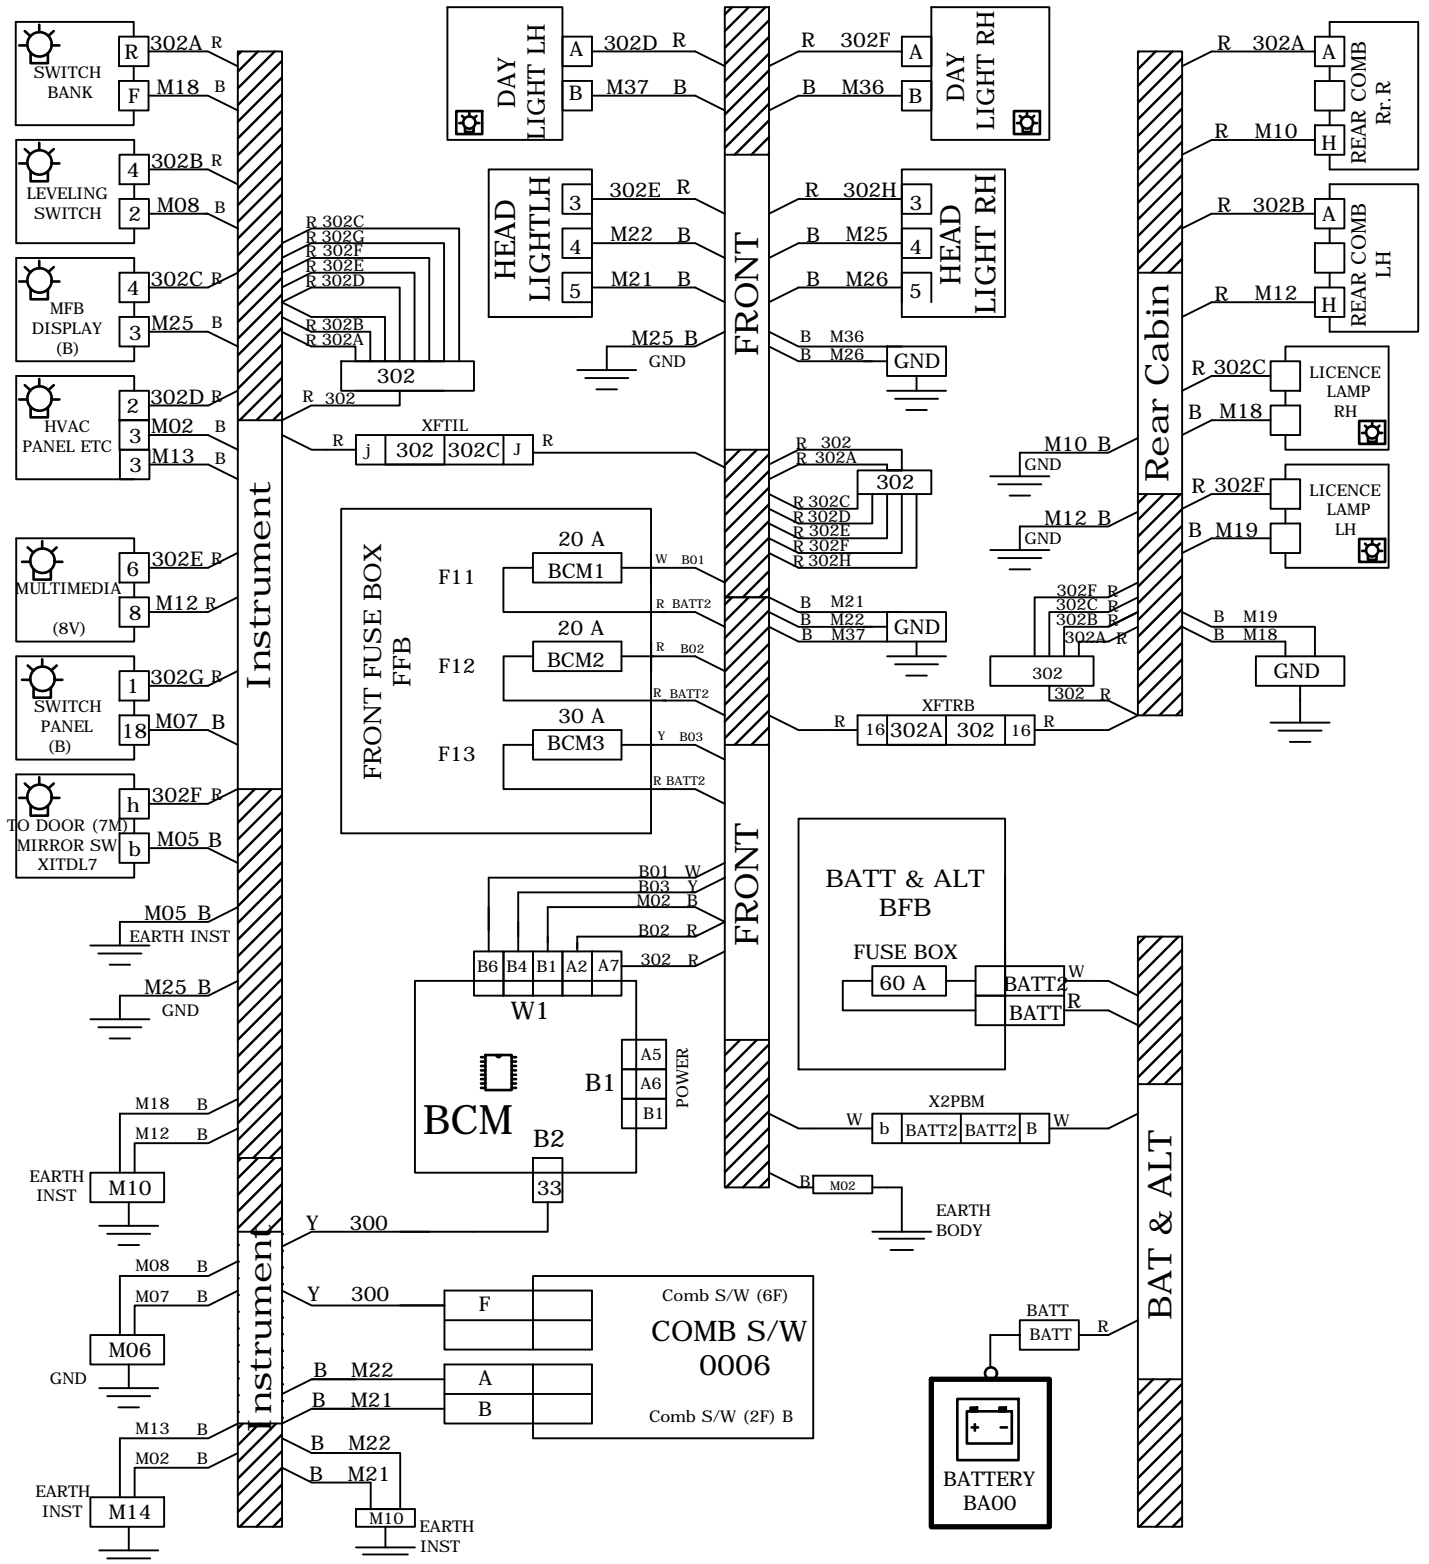 R 302A R
SWITCH
BANK
F M18 B
4 302B R
LEVELING
SWITCH
2 M08 B
4 302C R
MFB
DISPLAY
(B)
3 M25 B
2 302D R
HVAC
PANEL ETC
3 M02 B
3 M13 B
6 302E R
MULTIMEDIA
(8V)
8 M12 R
1 302G R
SWITCH
PANEL
(B)
18 M07 B
h 302F R
TO DOOR (7M)
MIRROR SW
XITDL7
b M05 B
M05 B
EARTH INST
M25 B
GND
M18 B
M12 B
EARTH
INST
M10
M08 B
M07 B
M06
GND
M13 B
M02 B
EARTH
INST
M14
Instrument
Instrument
R 302C
R 302G
R 302F
R 302E
R 302D
R 302B
R 302A
302
R 302
XFTIL
R j 302 302C J R
DAY
LIGHT LH
A 302D R
B M37 B
HEAD
LIGHTLH
3 302E R
4 M22 B
5 M21 B
M25 B
GND
FRONT
R 302F A
B M36 B
DAY
LIGHT RH
R 302H 3
B M25 4
B M26 5
HEAD
LIGHT RH
B M36
B M26
GND
R 302
R 302A
302
R 302C
R 302D
R 302E
R 302F
R 302H
B M21
B M22
B M37
GND
XFTRB
R 16 302A 302 16 R
FRONT FUSE BOX
FFB
20 A
F11 BCM1 W B01
R BATT2
20 A
F12 BCM2 R B02
R BATT2
30 A
F13 BCM3 Y B03
R BATT2
FRONT
B01 W
B03 Y
M02 B
B02 R
302 R
B6 B4 B1 A2 A7
W1
BCM
B1
A5
A6
B1
POWER
B2
33
Y 300
Y 300
F
Comb S/W (6F)
COMB S/W
0006
Comb S/W (2F) B
B M22 A
B M21 B
B M22
B M21
M10
EARTH
INST
BATT & ALT
BFB
FUSE BOX
60 A
BATT2 W
BATT R
X2PBM
W b BATT2 BATT2 B W
B M02
EARTH
BODY
BATT
BATT R
BATTERY
BA00
+ -
BAT & ALT
Rear Cabin
R 302A A
R M10 H
REAR COMB
Rr.R
R 302B A
R M12 H
REAR COMB
LH
R 302C
B M18
LICENCE
LAMP
RH
R 302F
B M19
LICENCE
LAMP
LH
M10 B
GND
M12 B
GND
302F R
302C R
302B R
302A R
302
302 R
B M19
B M18
GND